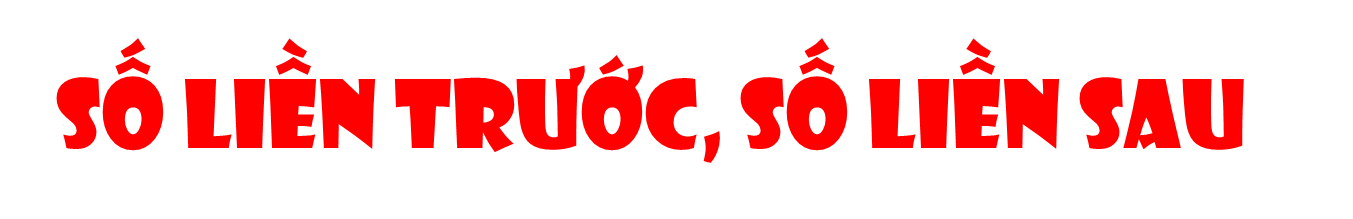 SỐ LIỀN TRƯỚC, SỐ LIỀN SAU